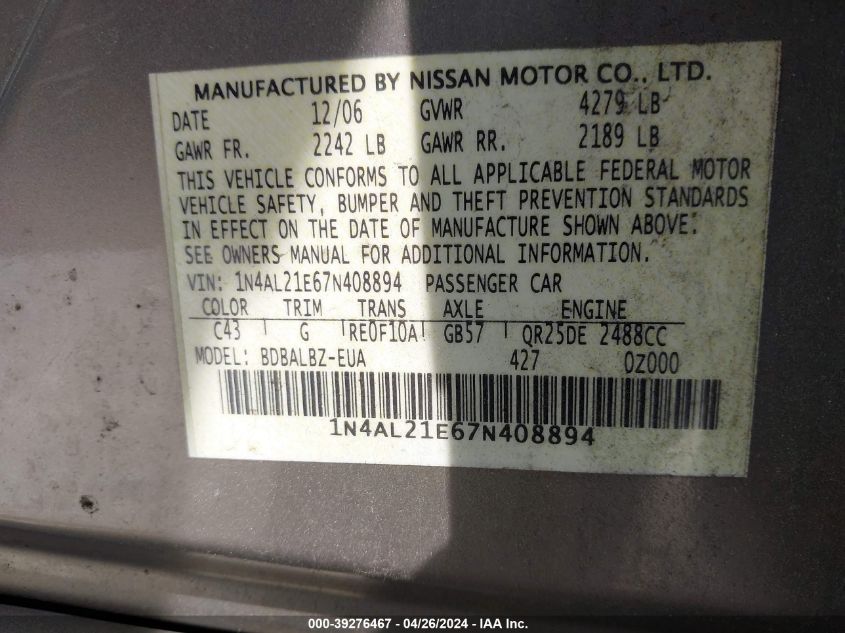 MANUFACTURED BY NISSAN MOTOR CO., LTD.
DATE 12/06 GVWR 4279 LB
GAWR FR. 2242 LB GAWR RR. 2189 LB
THIS VEHICLE CONFORMS TO ALL APPLICABLE FEDERAL MOTOR
VEHICLE SAFETY, BUMPER AND THEFT PREVENTION STANDARDS
IN EFFECT ON THE DATE OF MANUFACTURE SHOWN ABOVE.
SEE OWNERS MANUAL FOR ADDITIONAL INFORMATION.
VIN: 1N4AL21E67N408894 PASSENGER CAR
COLOR TRIM TRANS AXLE ENGINE
C43 G RE0F10A GB57 QR25DE 2488CC
MODEL: BDBALBZ-EUA 427 0Z000
1N4AL21E67N408894
000-39276467 - 04/26/2024 - IAA Inc.